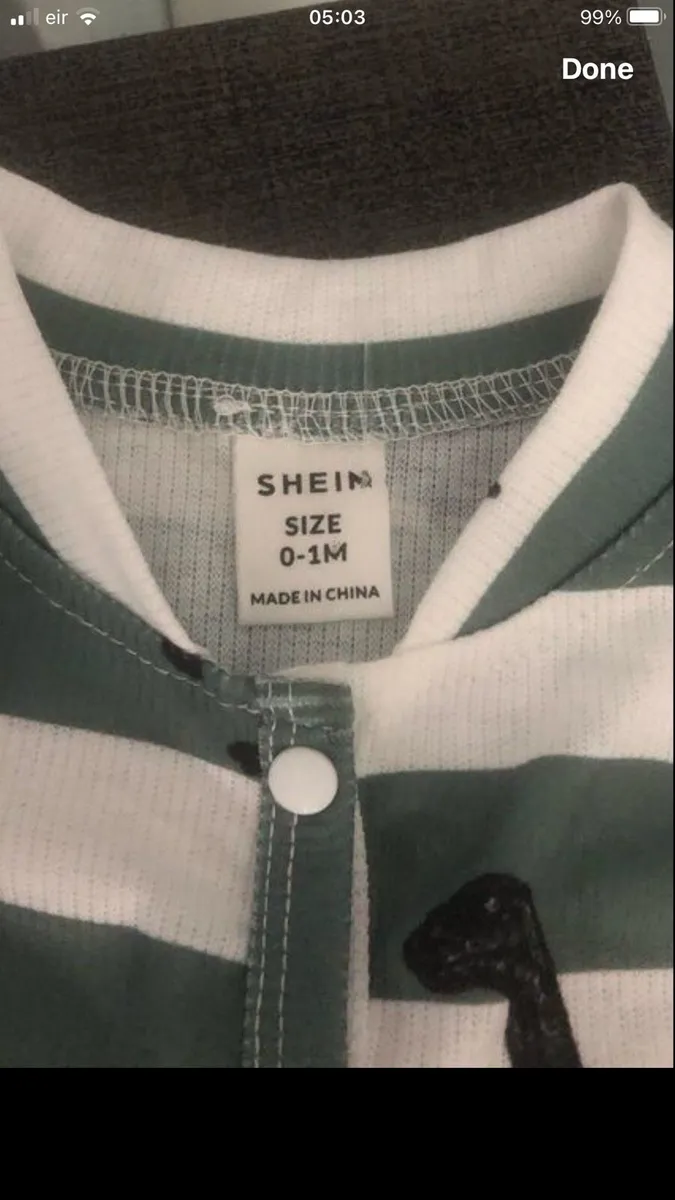 eir 05:03 99%
Done
SHEIN
SIZE
0-1M
MADE IN CHINA